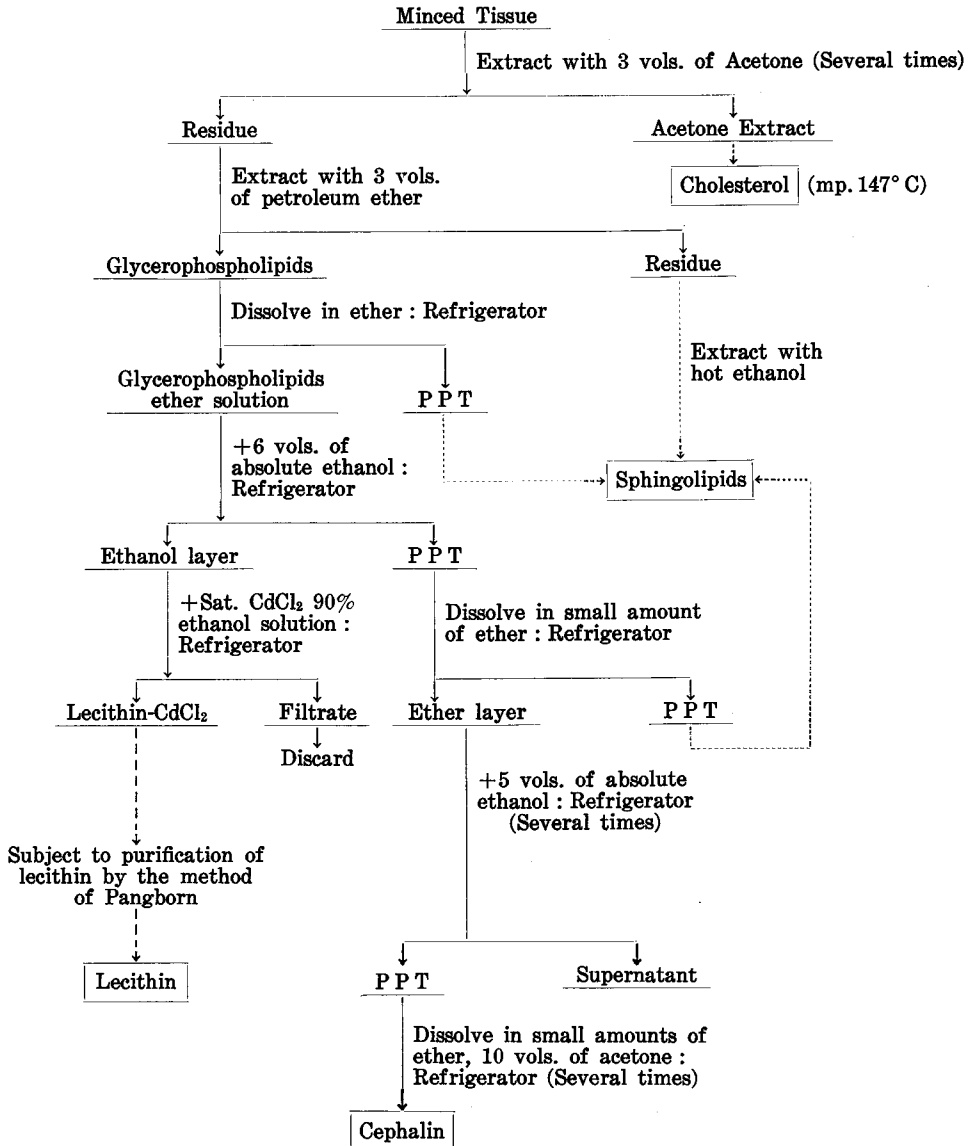 Minced Tissue
Extract with 3 vols. of Acetone (Several times)
Residue
Acetone Extract
Extract with 3 vols.
of petroleum ether
Cholesterol (mp. 147° C)
Glycerophospholipids
Residue
Dissolve in ether : Refrigerator
Extract with
hot ethanol
Glycerophospholipids
ether solution
PPT
+6 vols. of
absolute ethanol :
Refrigerator
Sphingolipids
Ethanol layer
PPT
+Sat. CdCl₂ 90%
ethanol solution :
Refrigerator
Dissolve in small amount
of ether : Refrigerator
Lecithin-CdCl₂
Filtrate
Ether layer
PPT
Discard
+5 vols. of absolute
ethanol : Refrigerator
(Several times)
Subject to purification of
lecithin by the method
of Pangborn
Lecithin
PPT
Supernatant
Dissolve in small amounts of
ether, 10 vols. of acetone :
Refrigerator (Several times)
Cephalin